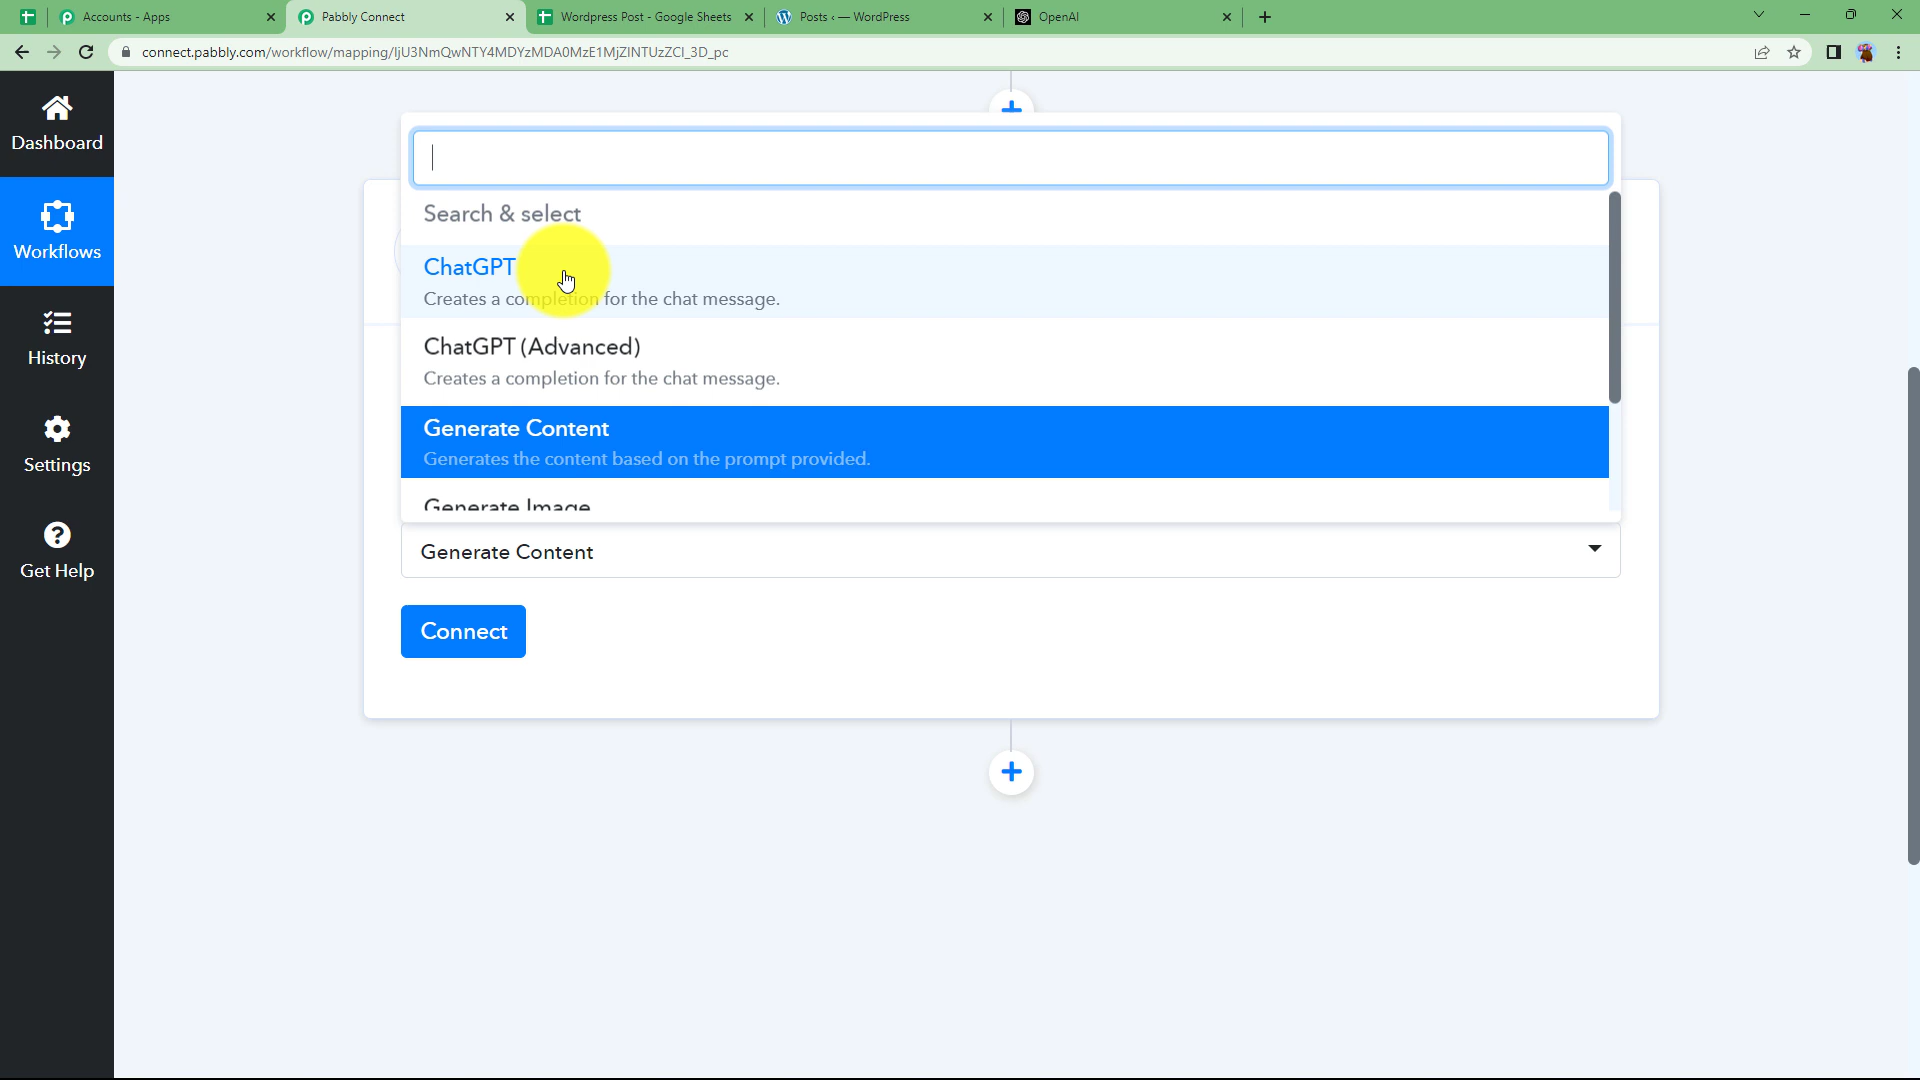 Accounts - Apps
Pabbly Connect
Wordpress Post - Google Sheets
Posts ‹ — WordPress
OpenAI
connect.pabbly.com/workflow/mapping/IjU3NmQwNTY4MDYzMDA0MzE1MjZlNTUzZCI_3D_pc
Dashboard
Workflows
History
Settings
Get Help
Search & select
ChatGPT
Creates a completion for the chat message.
ChatGPT (Advanced)
Creates a completion for the chat message.
Generate Content
Generates the content based on the prompt provided.
Generate Image
Generate Content
Connect